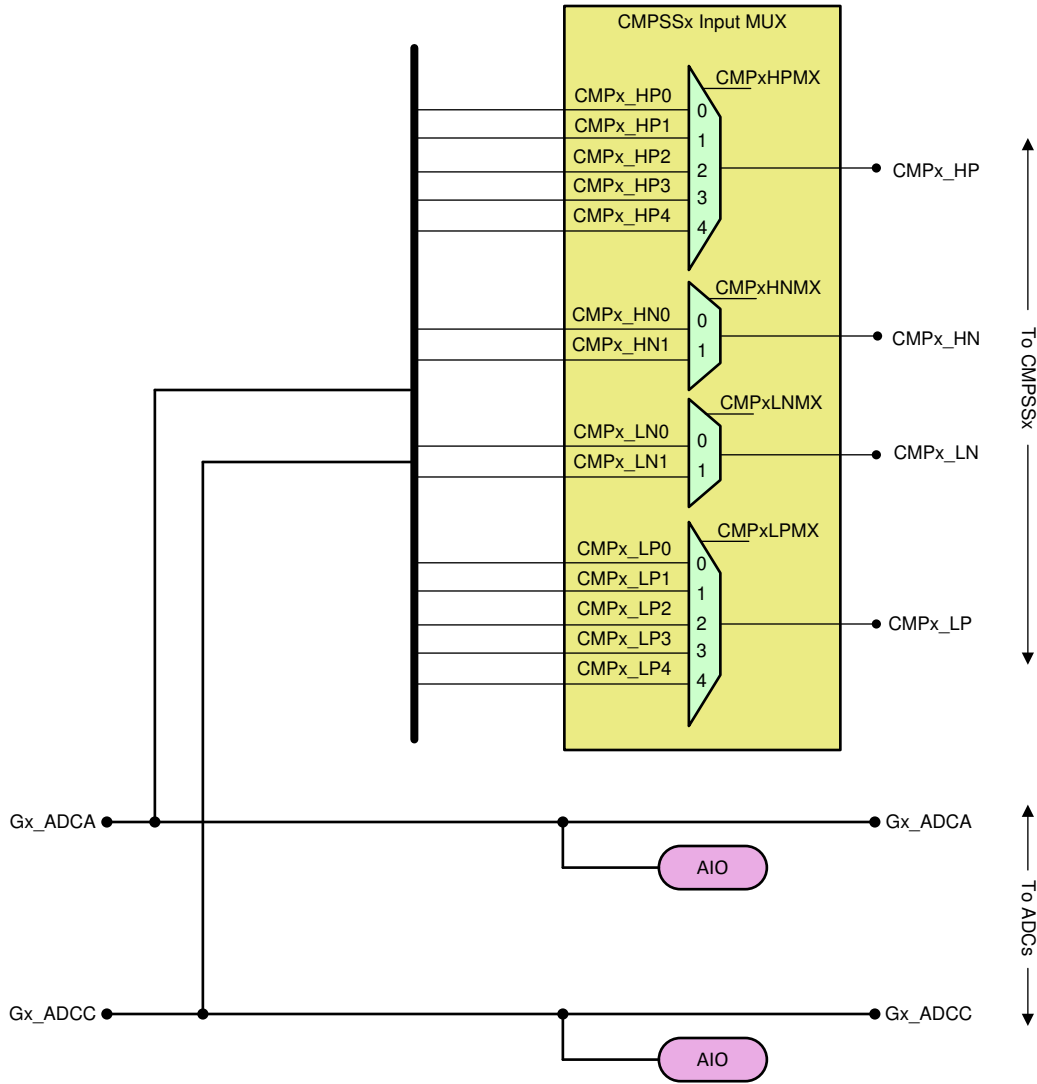 CMPSSx Input MUX
CMPxHPMX
CMPx_HP0
0
CMPx_HP1
1
CMPx_HP2
2
CMPx_HP
CMPx_HP3
3
CMPx_HP4
4
CMPxHNMX
CMPx_HN0
0
CMPx_HN
CMPx_HN1
1
To CMPSSx
CMPxLNMX
CMPx_LN0
0
CMPx_LN
CMPx_LN1
1
CMPxLPMX
CMPx_LP0
0
CMPx_LP1
1
CMPx_LP2
2
CMPx_LP
CMPx_LP3
3
CMPx_LP4
4
Gx_ADCA
Gx_ADCA
AIO
To ADCs
Gx_ADCC
Gx_ADCC
AIO